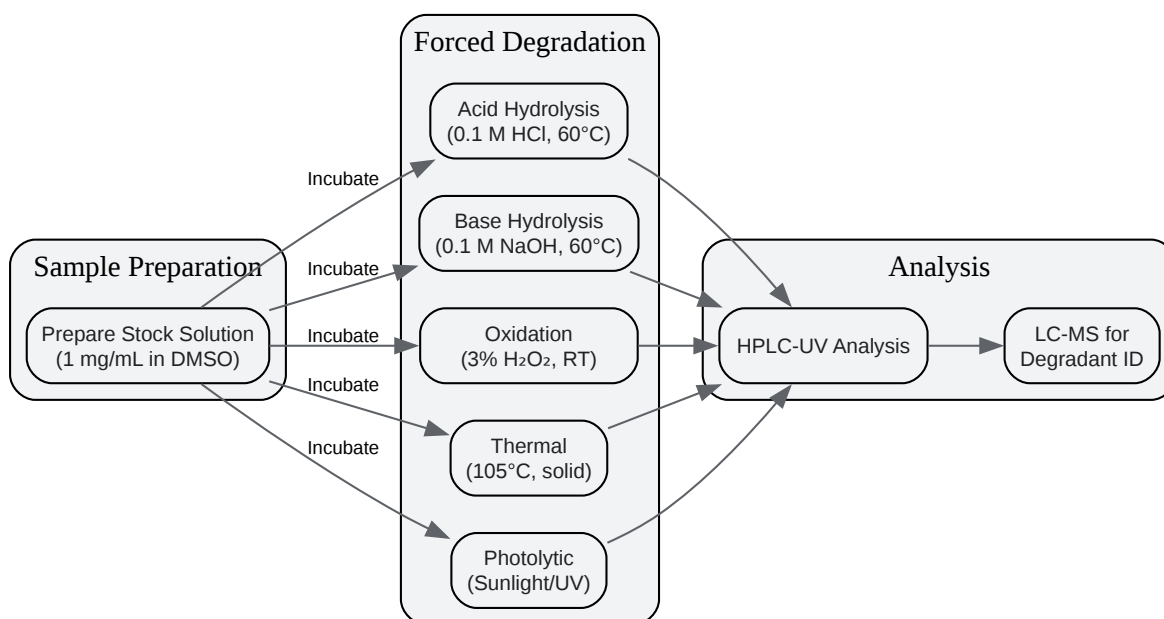 Sample Preparation
Prepare Stock Solution
(1 mg/mL in DMSO)
Incubate
Incubate
Incubate
Incubate
Incubate
Forced Degradation
Acid Hydrolysis
(0.1 M HCl, 60°C)
Base Hydrolysis
(0.1 M NaOH, 60°C)
Oxidation
(3% H₂O₂, RT)
Thermal
(105°C, solid)
Photolytic
(Sunlight/UV)
Analysis
HPLC-UV Analysis
LC-MS for
Degradant ID